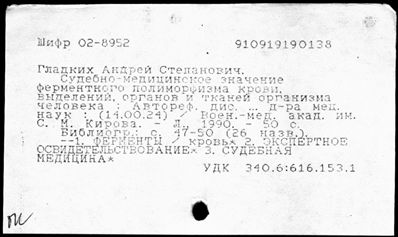 Шифр 02-8952 910919190138
Гладких Андрей Степанович.
Судебно-медицинское значение
ферментного полиморфизма крови,
выделений, органов и тканей организма
человека : Автореф. дис. ... д-ра мед.
наук : (14.00.24) / Воен.-мед. акад. им.
С. М. Кирова. - Л., 1990. - 50 с.
Библиогр.: с. 47-50 (26 назв.).
--1. ФЕРМЕНТЫ / кровь* 2. ЭКСПЕРТНОЕ
ОСВИДЕТЕЛЬСТВОВАНИЕ* 3. СУДЕБНАЯ
МЕДИЦИНА*
УДК 340.6:616.153.1